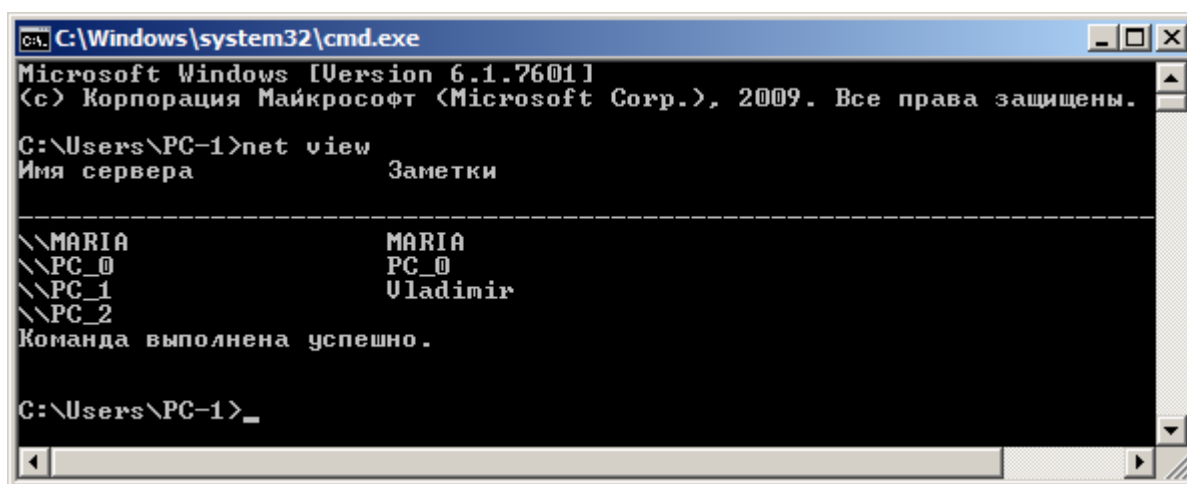 C:\Windows\system32\cmd.exe
Microsoft Windows [Version 6.1.7601]
(c) Корпорация Майкрософт (Microsoft Corp.), 2009. Все права защищены.
C:\Users\PC-1>net view
Имя сервера Заметки
-------------------------------------------------------------------------------
\\MARIA MARIA
\\PC_0 PC_0
\\PC_1 Vladimir
\\PC_2
Команда выполнена успешно.
C:\Users\PC-1>_